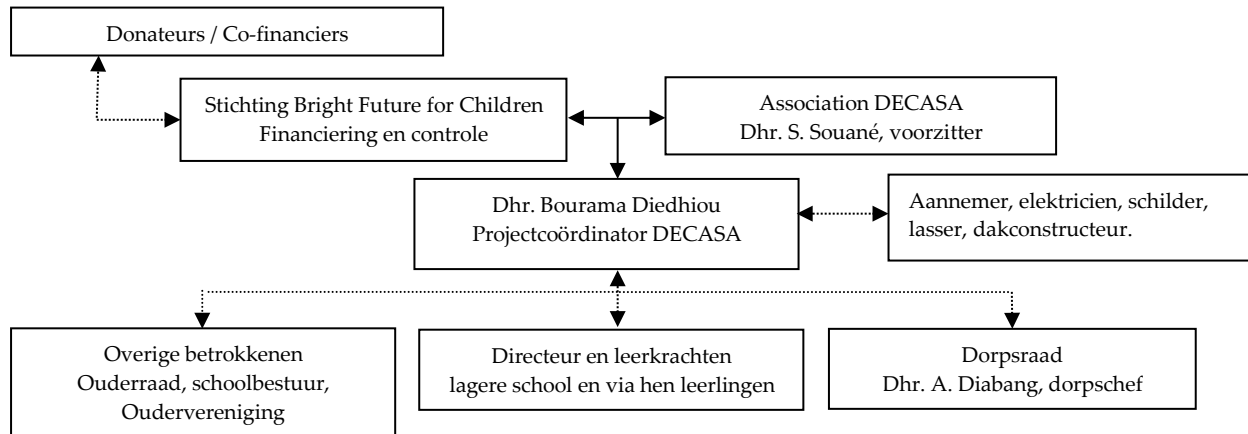 Donateurs / Co-financiers
Stichting Bright Future for Children
Financiering en controle
Association DECASA
Dhr. S. Souané, voorzitter
Dhr. Bourama Diedhiou
Projectcoördinator DECASA
Aannemer, elektricien, schilder,
lasser, dakconstructeur.
Overige betrokkenen
Ouderraad, schoolbestuur,
Oudervereniging
Directeur en leerkrachten
lagere school en via hen leerlingen
Dorpsraad
Dhr. A. Diabang, dorpschef